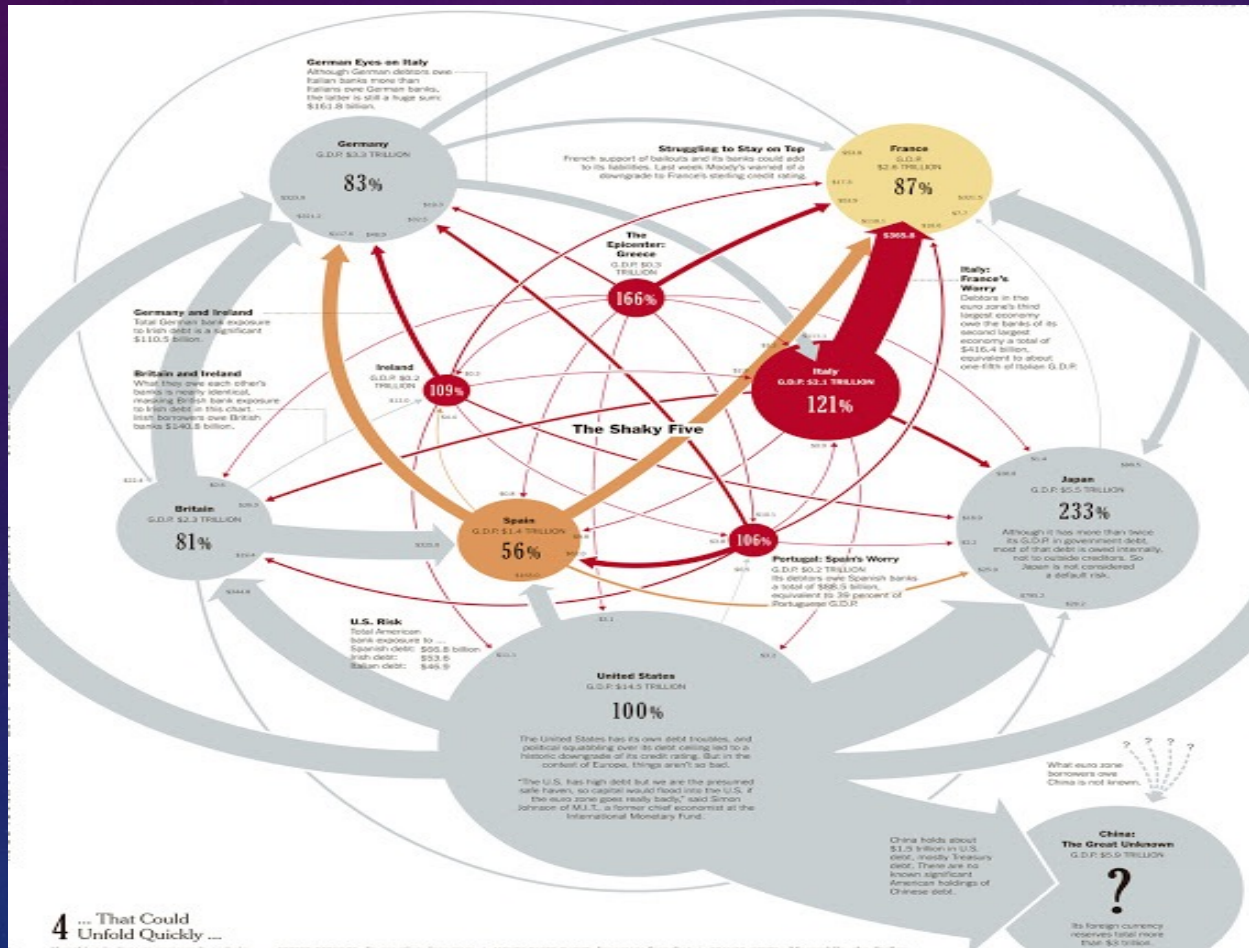 German Eyes on Italy
Although German debtors owe
Italian banks more than
Italians owe German banks,
the latter is still a huge sum:
$161.8 billion.
Germany
G.D.P. $3.3 TRILLION
83%
Struggling to Stay on Top
French support of bailouts and its banks could add
to its liabilities. Last week Moody's warned of a
downgrade to France's sterling credit rating.
France
G.D.P.
$2.6 TRILLION
87%
$365.8
The
Epicenter:
Greece
G.D.P. $0.3
TRILLION
166%
Italy:
France's
Worry
Debtors in the
euro zone's third
largest economy
owe the banks of its
second largest
economy a total of
$416.4 billion,
equivalent to about
one-fifth of Italian G.D.P.
Germany and Ireland
Total German bank exposure
to Irish debt is a significant
$110.5 billion.
Britain and Ireland
What they owe each other's
banks is nearly identical,
masking British bank exposure
to Irish debt in this chart.
Irish borrowers owe British
banks $140.8 billion.
Ireland
G.D.P. $0.2
TRILLION
109%
Italy
G.D.P. $2.1 TRILLION
121%
The Shaky Five
Britain
G.D.P. $2.3 TRILLION
81%
Spain
G.D.P. $1.4 TRILLION
56%
106%
Portugal: Spain's Worry
G.D.P. $0.2 TRILLION
Its debtors owe Spanish banks
a total of $88.5 billion,
equivalent to 39 percent of
Portuguese G.D.P.
Japan
G.D.P. $5.5 TRILLION
233%
Although it has more than twice
its G.D.P. in government debt,
most of that debt is owed internally,
not to outside creditors. So
Japan is not considered
a default risk.
U.S. Risk
Total American
bank exposure to ...
Spanish debt: $66.8 billion
Irish debt: $53.6
Italian debt: $46.9
United States
G.D.P. $14.5 TRILLION
100%
The United States has its own debt troubles, and
political squabbling over its debt ceiling led to a
historic downgrade of its credit rating. But in the
context of Europe, things aren't so bad.
"The U.S. has high debt but we are the presumed
safe haven, so capital would flood into the U.S. if
the euro zone goes really badly," said Simon
Johnson of M.I.T., a former chief economist at the
International Monetary Fund.
? ? ? ?
What euro zone
borrowers owe
China is not known.
China holds about
$1.5 trillion in U.S.
debt, mostly Treasury
debt. There are no
known significant
American holdings of
Chinese debt.
China:
The Great Unknown
G.D.P. $5.9 TRILLION
?
Its foreign currency
reserves total more
than $3 trillion.
4 ... That Could
Unfold Quickly ...